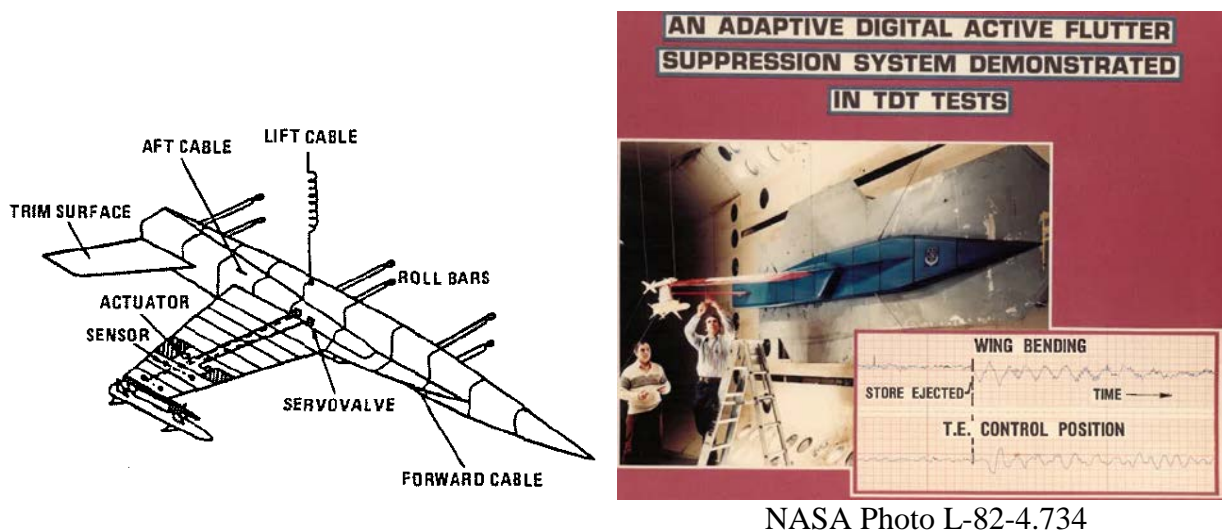 LIFT CABLE
AFT CABLE
TRIM SURFACE
ROLL BARS
ACTUATOR
SENSOR
SERVOVALVE
FORWARD CABLE
AN ADAPTIVE DIGITAL ACTIVE FLUTTER
SUPPRESSION SYSTEM DEMONSTRATED
IN TDT TESTS
WING BENDING
STORE EJECTED
TIME
T.E. CONTROL POSITION
NASA Photo L-82-4.734